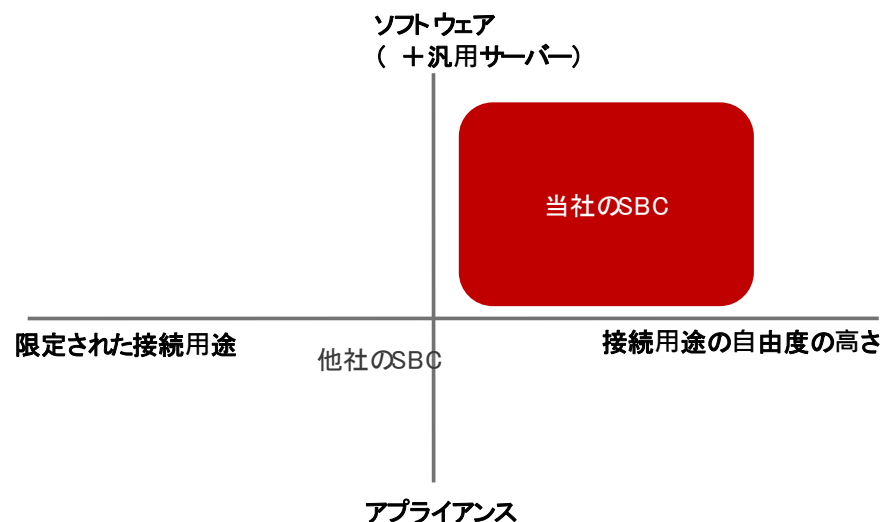 ソフトウェア
( ＋汎用サーバー)
当社のSBC
限定された接続用途
接続用途の自由度の高さ
他社のSBC
アプライアンス